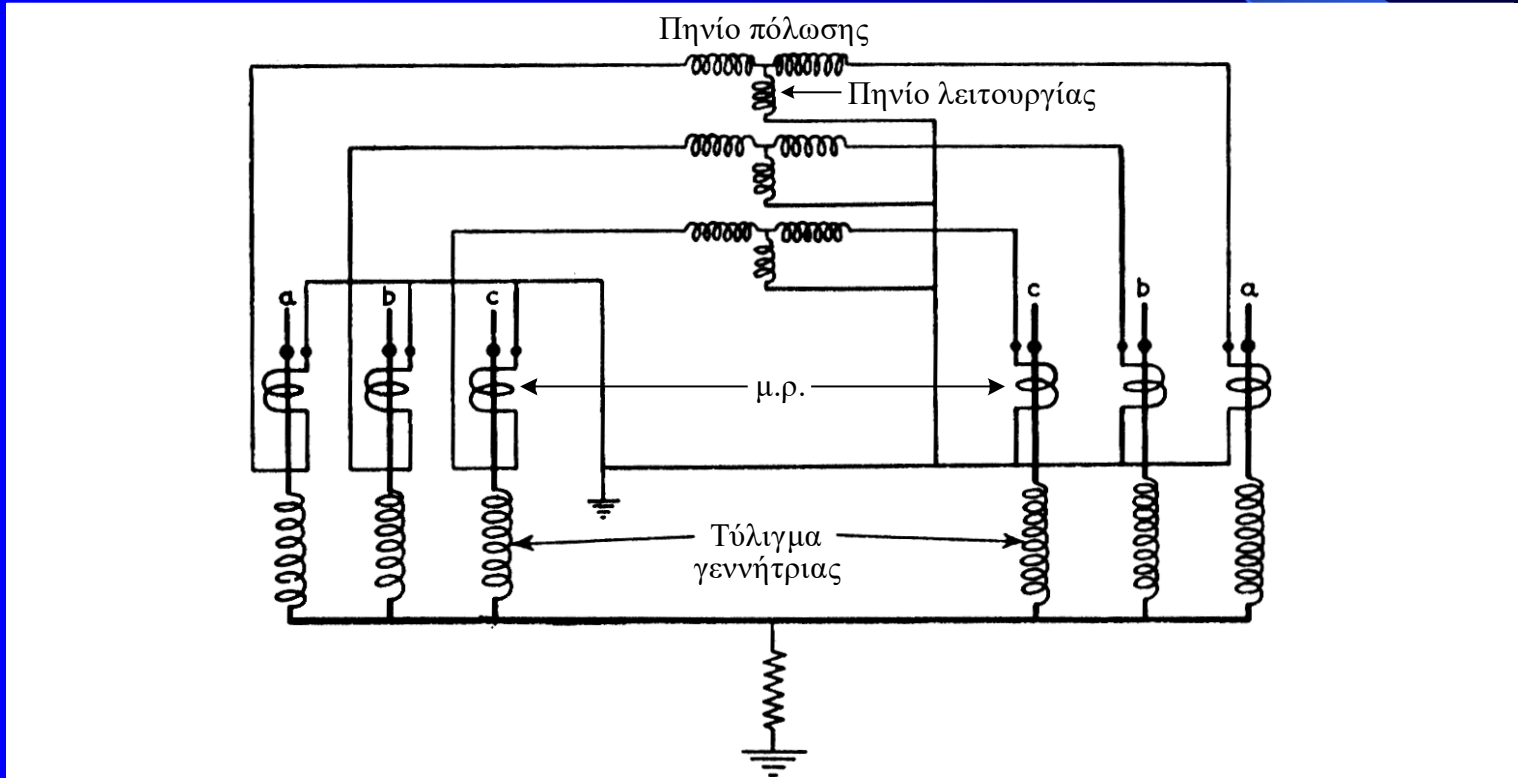 Πηνίο πόλωσης
Πηνίο λειτουργίας
a b c c b a
μ.ρ.
Τύλιγμα
γεννήτριας